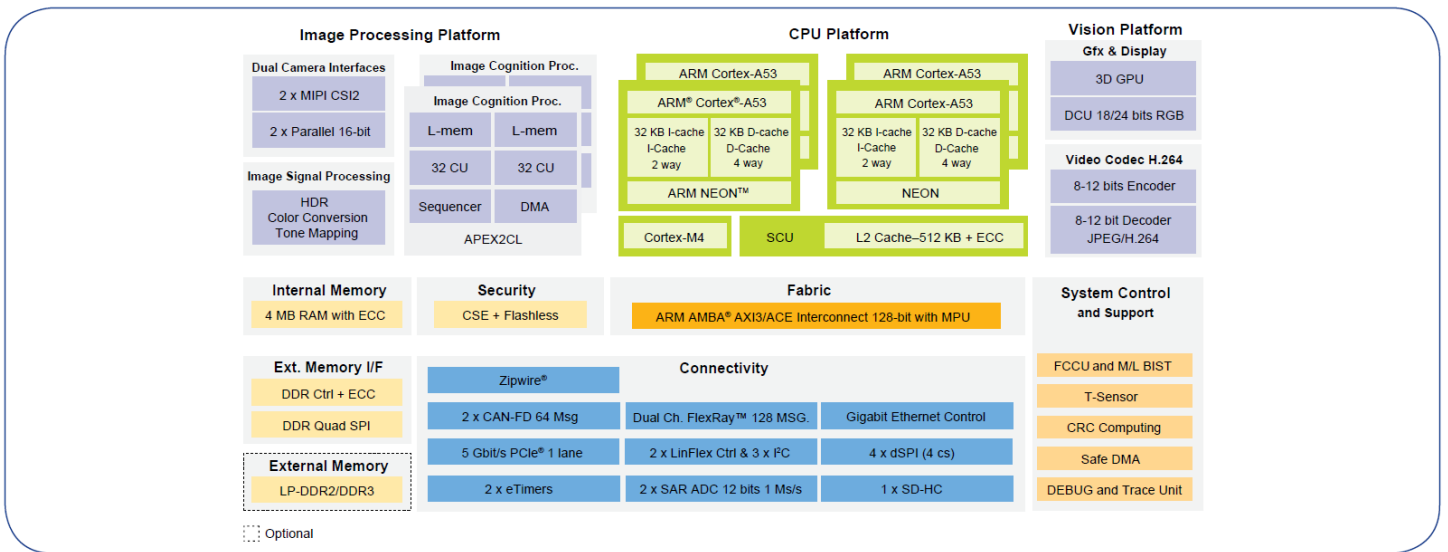 Image Processing Platform
Dual Camera Interfaces
2 x MIPI CSI2
2 x Parallel 16-bit
Image Signal Processing
HDR
Color Conversion
Tone Mapping
Image Cognition Proc.
Image Cognition Proc.
L-mem
L-mem
32 CU
32 CU
Sequencer
DMA
APEX2CL
CPU Platform
ARM Cortex-A53
ARM® Cortex®-A53
32 KB I-cache
I-Cache
2 way
32 KB D-cache
D-Cache
4 way
ARM NEON™
ARM Cortex-A53
ARM Cortex-A53
32 KB I-cache
I-Cache
2 way
32 KB D-cache
D-Cache
4 way
NEON
Cortex-M4
SCU
L2 Cache–512 KB + ECC
Vision Platform
Gfx & Display
3D GPU
DCU 18/24 bits RGB
Video Codec H.264
8-12 bits Encoder
8-12 bit Decoder
JPEG/H.264
Internal Memory
4 MB RAM with ECC
Security
CSE + Flashless
Fabric
ARM AMBA® AXI3/ACE Interconnect 128-bit with MPU
System Control
and Support
FCCU and M/L BIST
T-Sensor
CRC Computing
Safe DMA
DEBUG and Trace Unit
Ext. Memory I/F
DDR Ctrl + ECC
DDR Quad SPI
External Memory
LP-DDR2/DDR3
Connectivity
Zipwire®
2 x CAN-FD 64 Msg
Dual Ch. FlexRay™ 128 MSG.
Gigabit Ethernet Control
5 Gbit/s PCIe® 1 lane
2 x LinFlex Ctrl & 3 x I²C
4 x dSPI (4 cs)
2 x eTimers
2 x SAR ADC 12 bits 1 Ms/s
1 x SD-HC
Optional